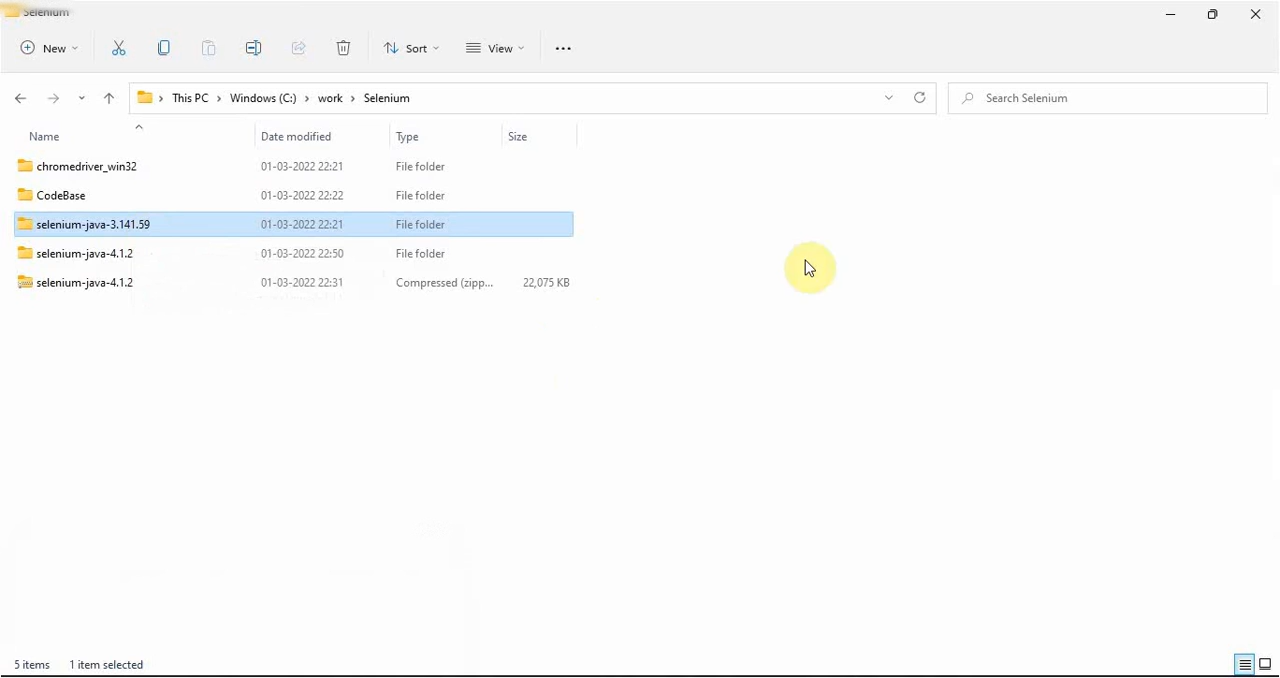 Selenium
New
Sort
View
This PC > Windows (C:) > work > Selenium
Search Selenium
Name Date modified Type Size
chromedriver_win32 01-03-2022 22:21 File folder
CodeBase 01-03-2022 22:22 File folder
selenium-java-3.141.59 01-03-2022 22:21 File folder
selenium-java-4.1.2 01-03-2022 22:50 File folder
selenium-java-4.1.2 01-03-2022 22:31 Compressed (zipp... 22,075 KB
5 items 1 item selected